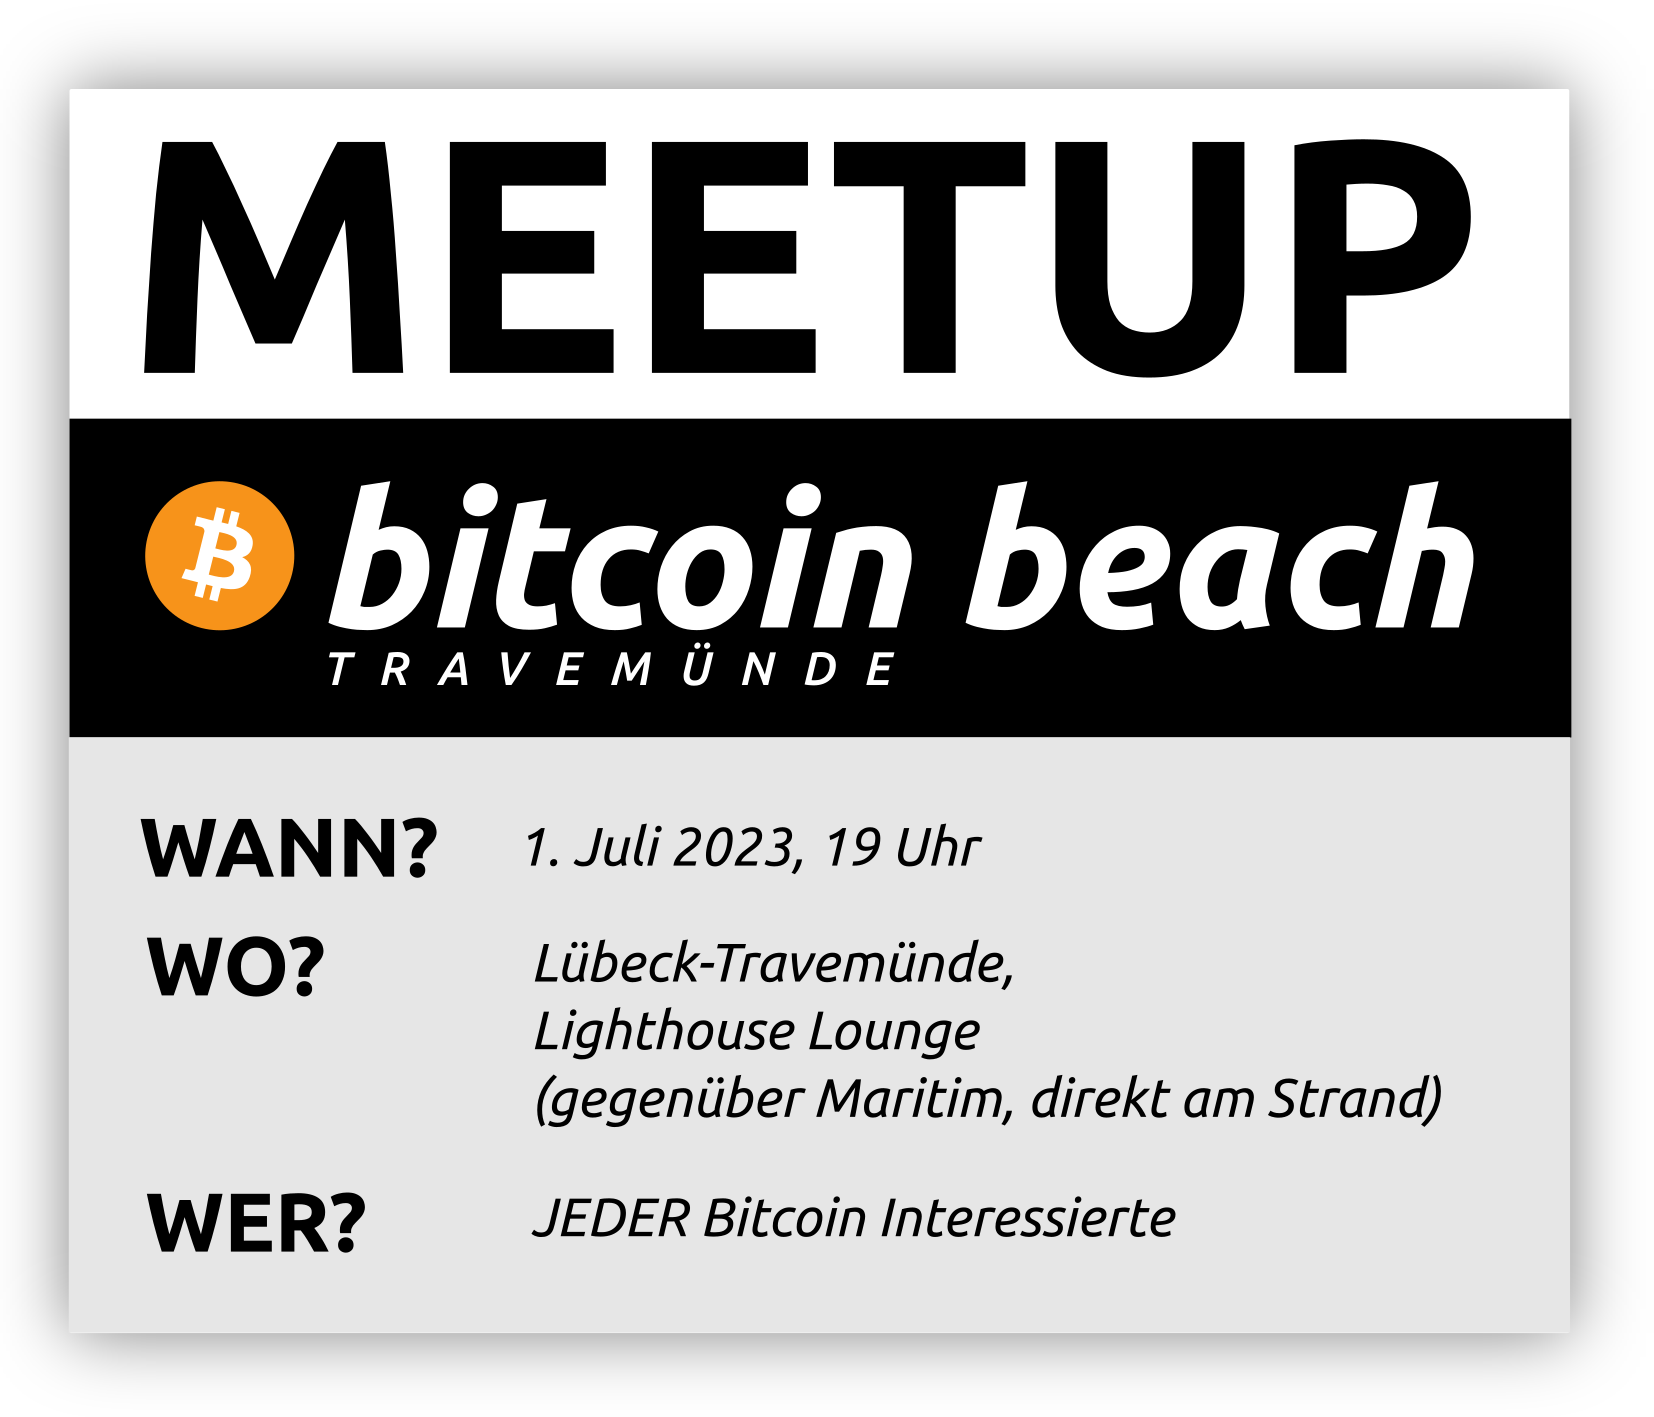 MEETUP
bitcoin beach
TRAVEMÜNDE
WANN? 1. Juli 2023, 19 Uhr
WO? Lübeck-Travemünde,
Lighthouse Lounge
(gegenüber Maritim, direkt am Strand)
WER? JEDER Bitcoin Interessierte